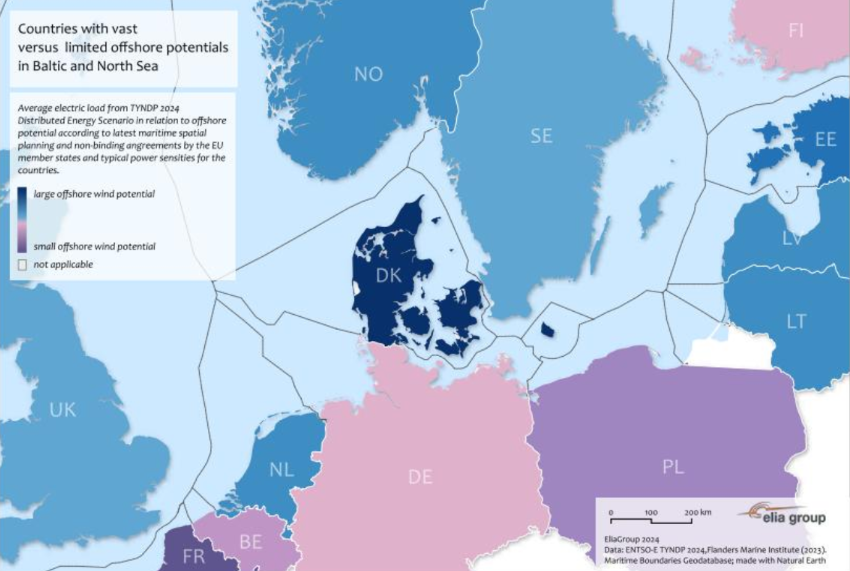 Countries with vast
versus limited offshore potentials
in Baltic and North Sea
Average electric load from TYNDP 2024
Distributed Energy Scenario in relation to offshore
potential according to latest maritime spatial
planning and non-binding angreements by the EU
member states and typical power sensities for the
countries.
large offshore wind potential
small offshore wind potential
not applicable
NO
FI
SE
EE
LV
DK
LT
UK
NL
DE
PL
BE
FR
0 100 200 km
elia group
EliaGroup 2024
Data: ENTSO-E TYNDP 2024,Flanders Marine Institute (2023).
Maritime Boundaries Geodatabase; made with Natural Earth